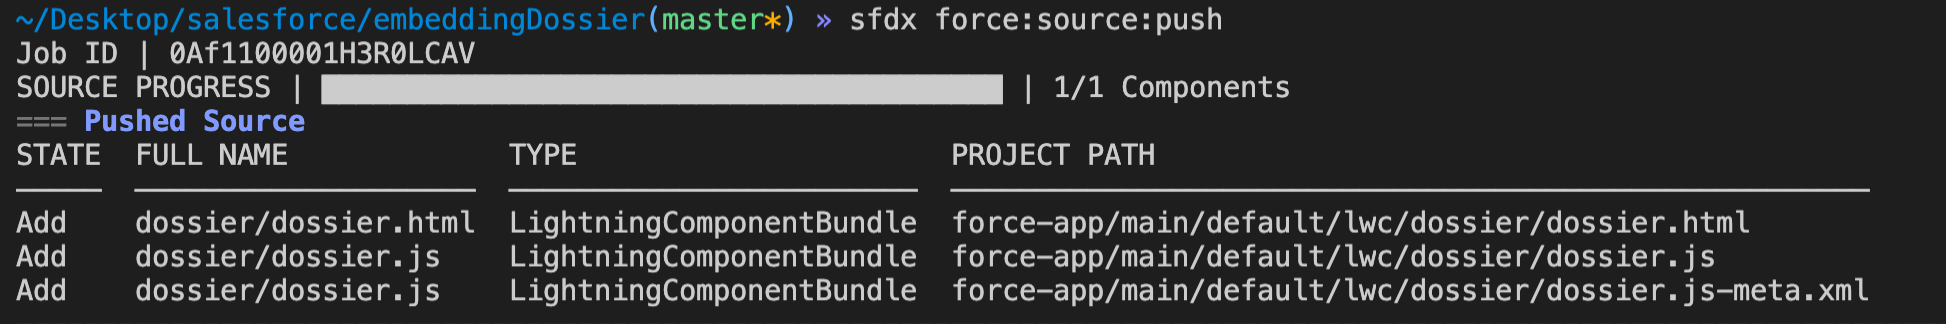 ~/Desktop/salesforce/embeddingDossier(master*) » sfdx force:source:push
Job ID | 0Af1100001H3R0LCAV
SOURCE PROGRESS | ████████████████████████████████████████ | 1/1 Components
=== Pushed Source
STATE  FULL NAME             TYPE                      PROJECT PATH
─────  ────────────────────  ────────────────────────  ──────────────────────────────────────────────────────
Add    dossier/dossier.html  LightningComponentBundle  force-app/main/default/lwc/dossier/dossier.html
Add    dossier/dossier.js    LightningComponentBundle  force-app/main/default/lwc/dossier/dossier.js
Add    dossier/dossier.js    LightningComponentBundle  force-app/main/default/lwc/dossier/dossier.js-meta.xml